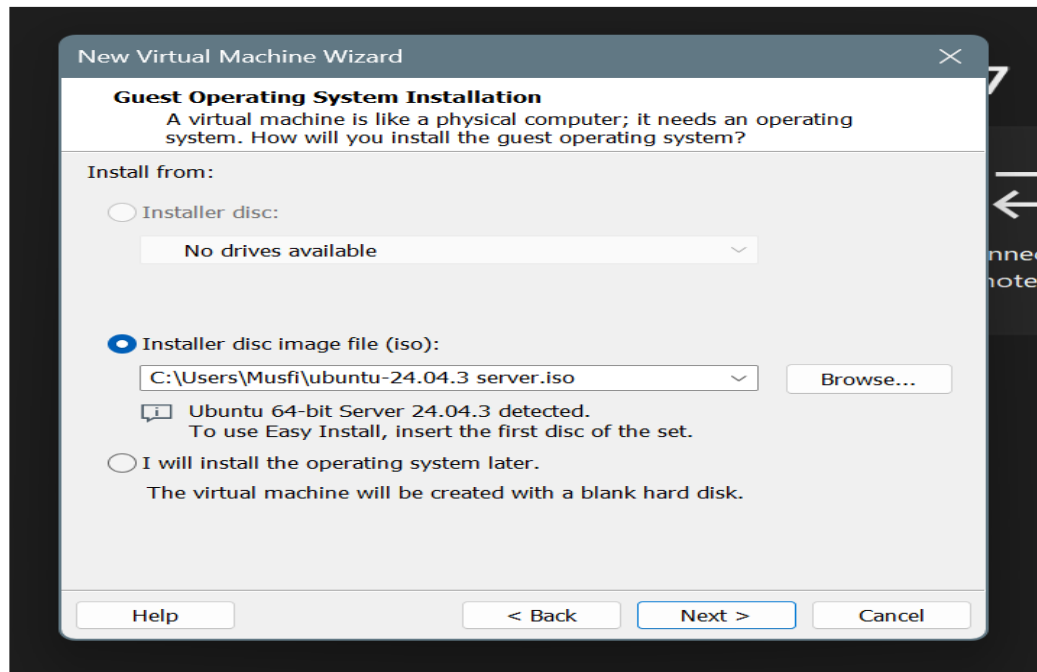 New Virtual Machine Wizard
Guest Operating System Installation
A virtual machine is like a physical computer; it needs an operating
system. How will you install the guest operating system?
Install from:
Installer disc:
No drives available
Installer disc image file (iso):
C:\Users\Musfi\ubuntu-24.04.3 server.iso
Browse...
Ubuntu 64-bit Server 24.04.3 detected.
To use Easy Install, insert the first disc of the set.
I will install the operating system later.
The virtual machine will be created with a blank hard disk.
Help
< Back
Next >
Cancel